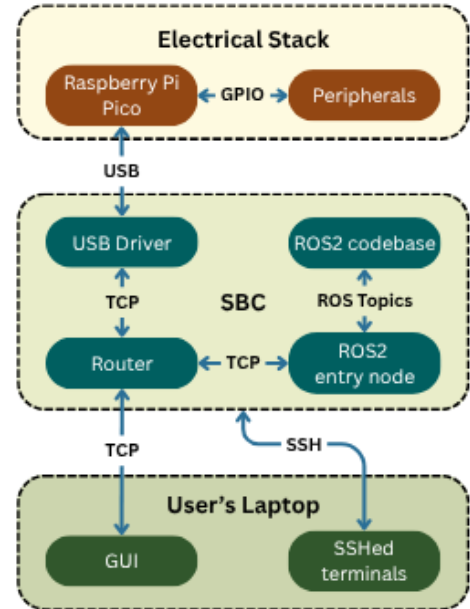 Electrical Stack
Raspberry Pi
Pico
GPIO
Peripherals
USB
USB Driver
ROS2 codebase
TCP
SBC
ROS Topics
Router
TCP
ROS2
entry node
TCP
SSH
User's Laptop
GUI
SSHed
terminals